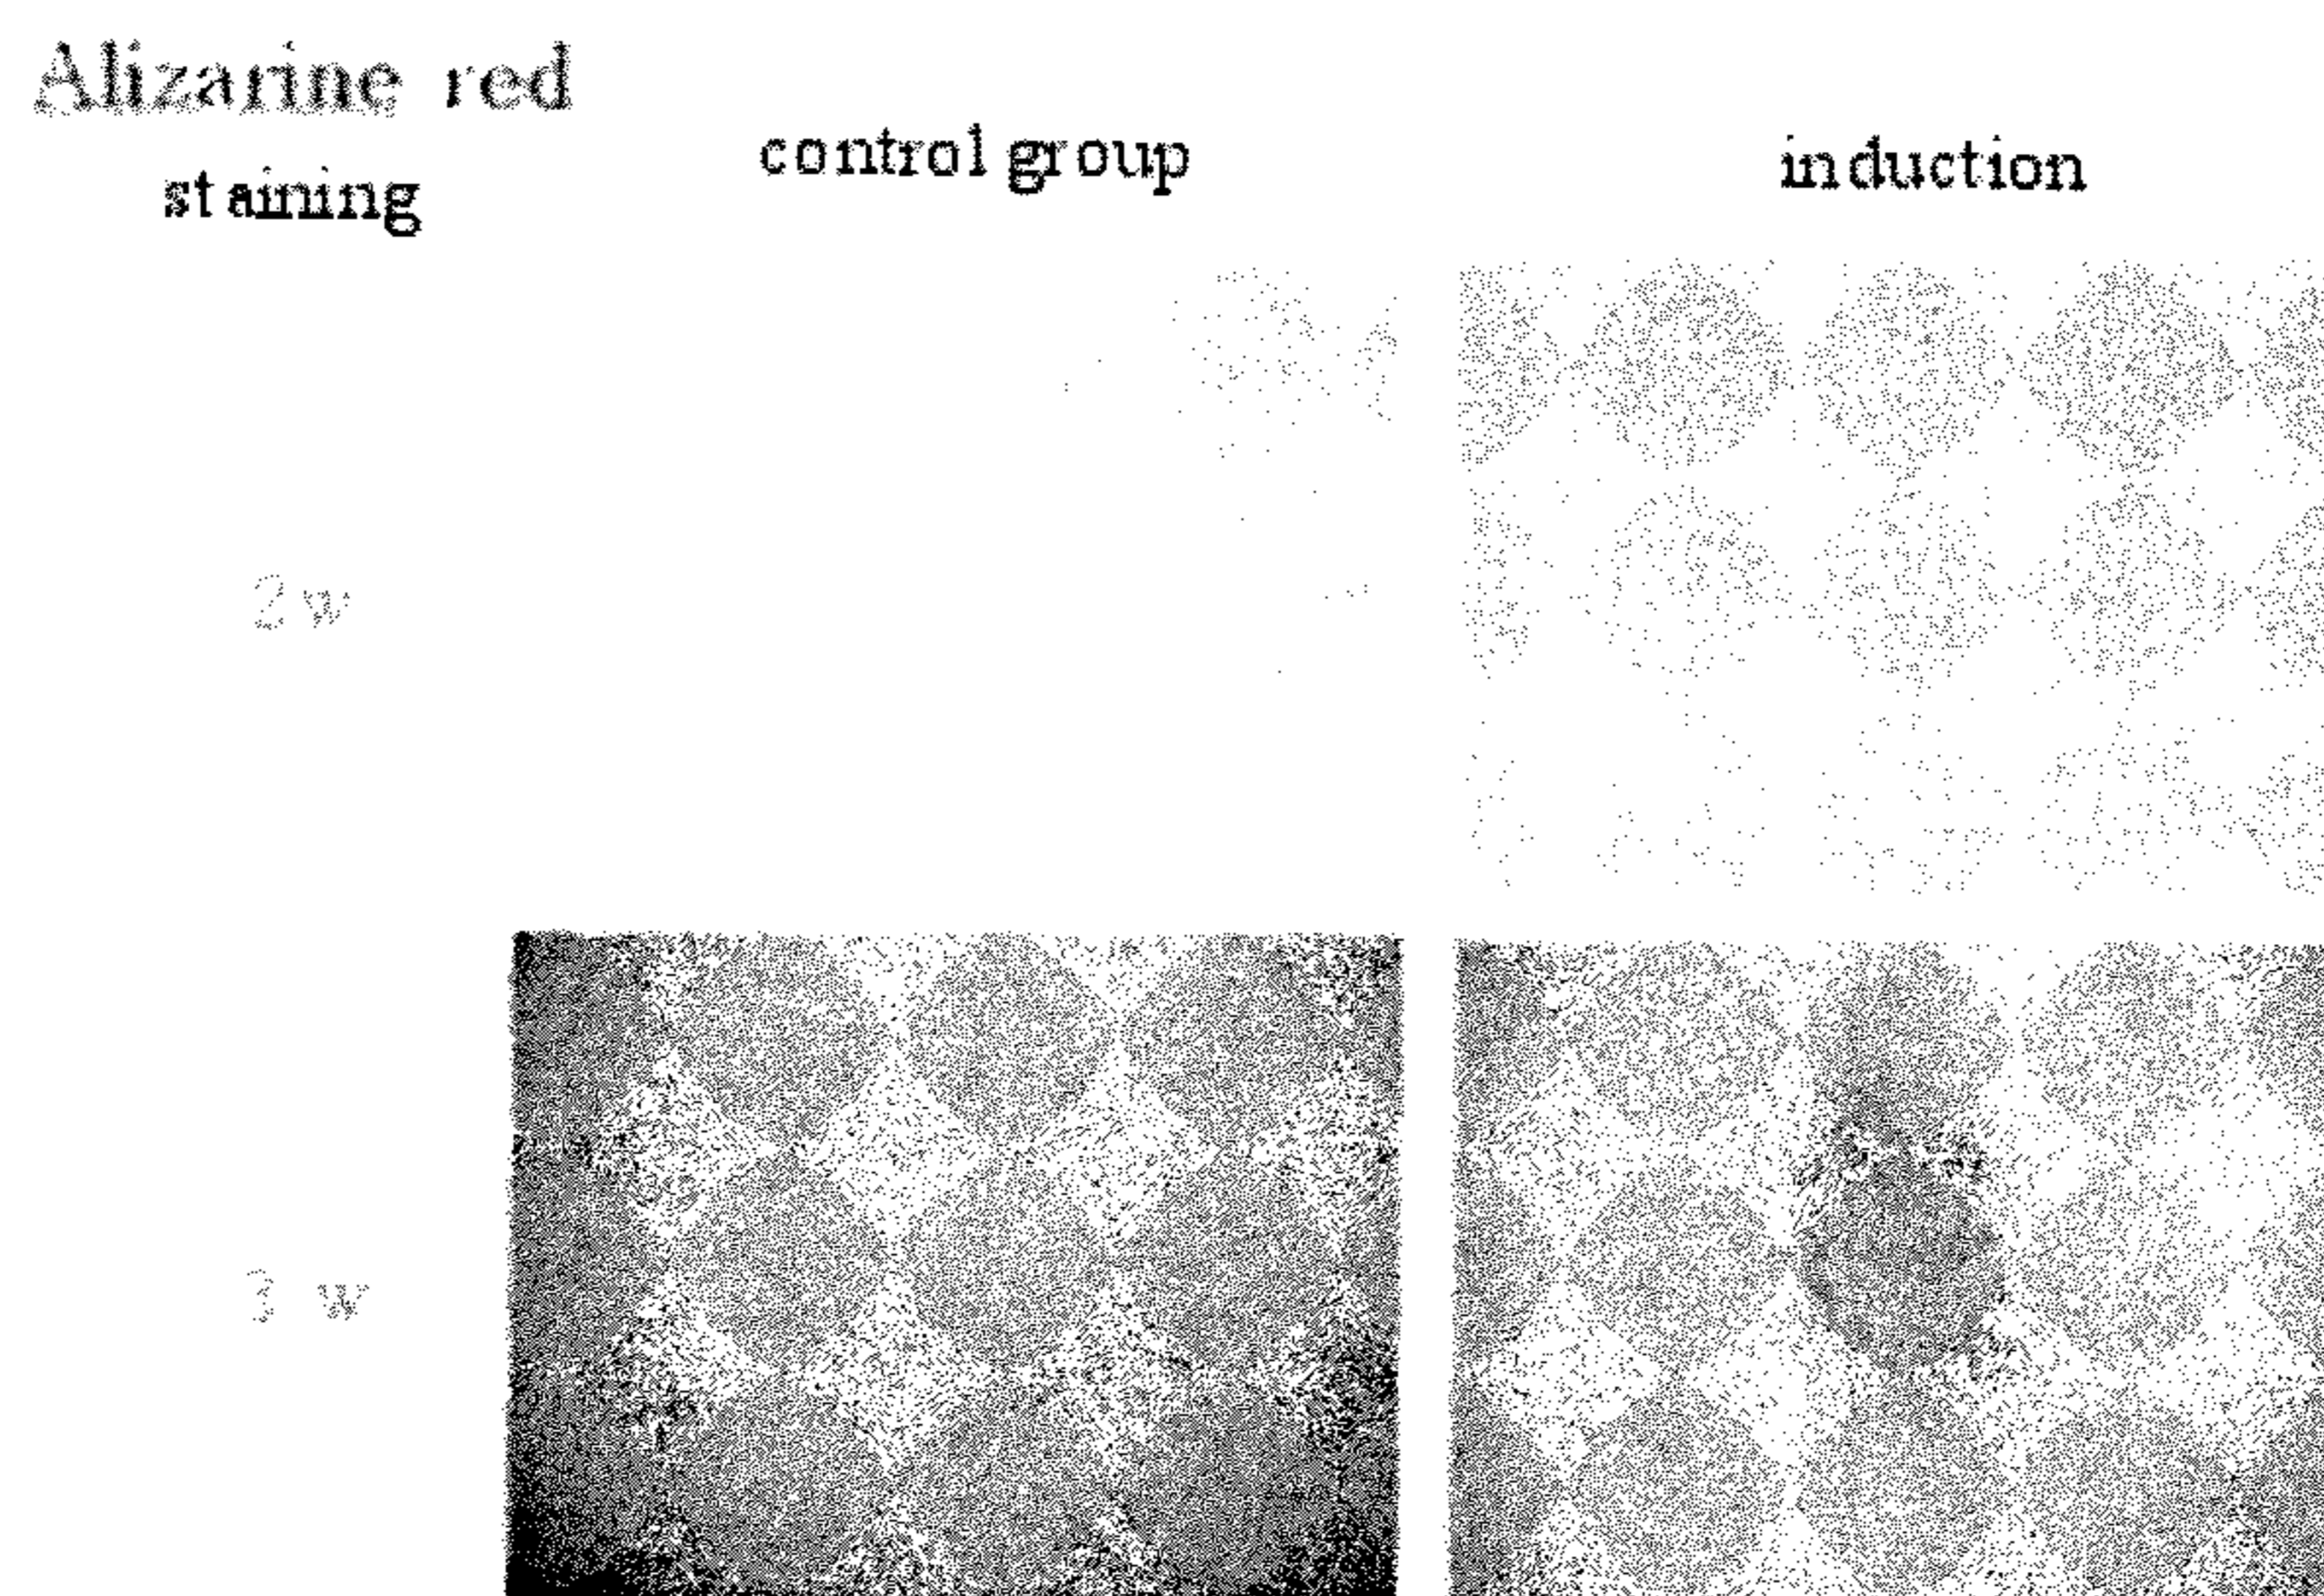 Alizarine red
staining
control group
induction
2 w
3 w